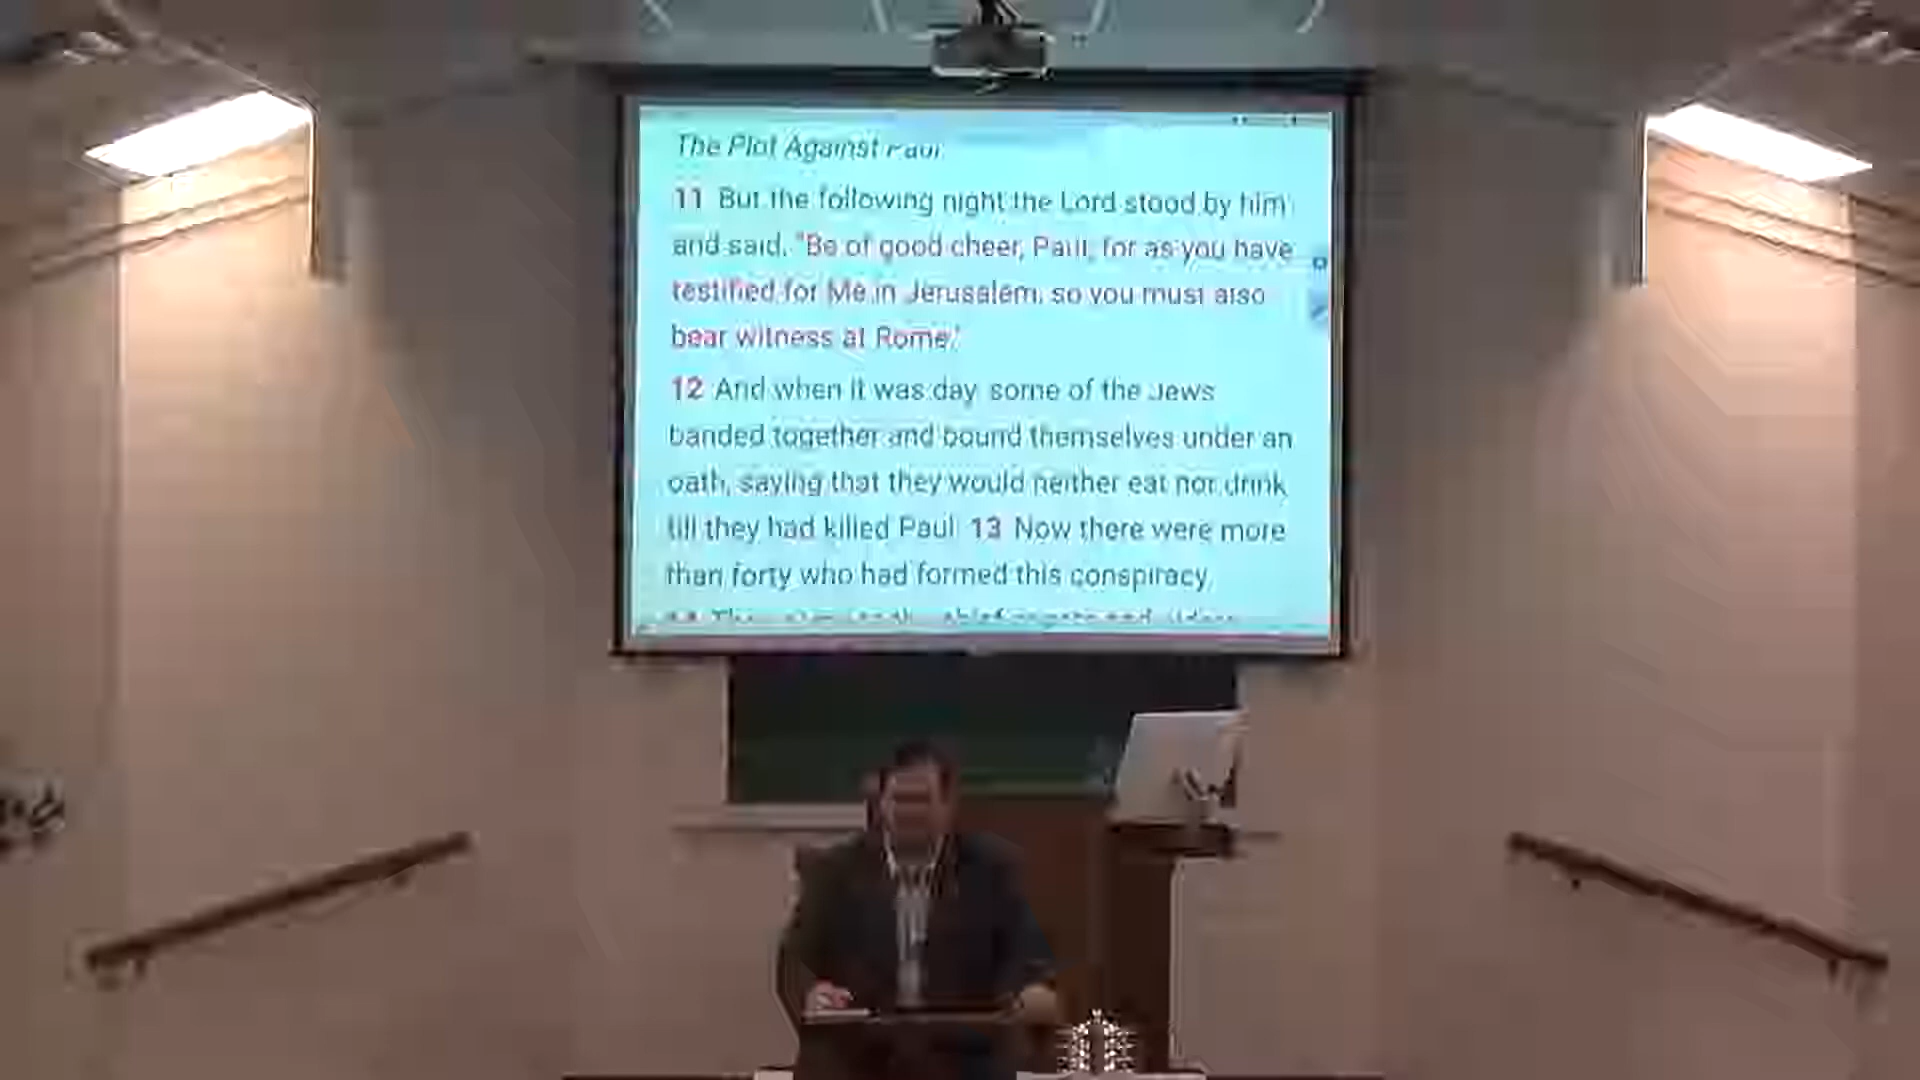 The Plot Against Paul
11 But the following night the Lord stood by him
and said, "Be of good cheer, Paul; for as you have
testified for Me in Jerusalem, so you must also
bear witness at Rome."
12 And when it was day some of the Jews
banded together and bound themselves under an
oath, saying that they would neither eat nor drink
till they had killed Paul 13 Now there were more
than forty who had formed this conspiracy